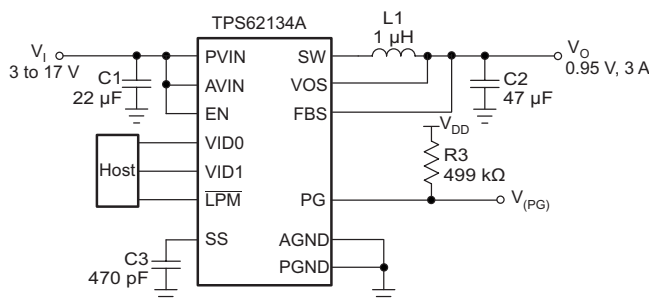 TPS62134A
L1
1 µH
V_I
3 to 17 V
C1
22 µF
PVIN
AVIN
EN
VID0
VID1
LPM
SS
SW
VOS
FBS
PG
AGND
PGND
V_O
0.95 V, 3 A
C2
47 µF
V_DD
R3
499 kΩ
V_(PG)
Host
C3
470 pF